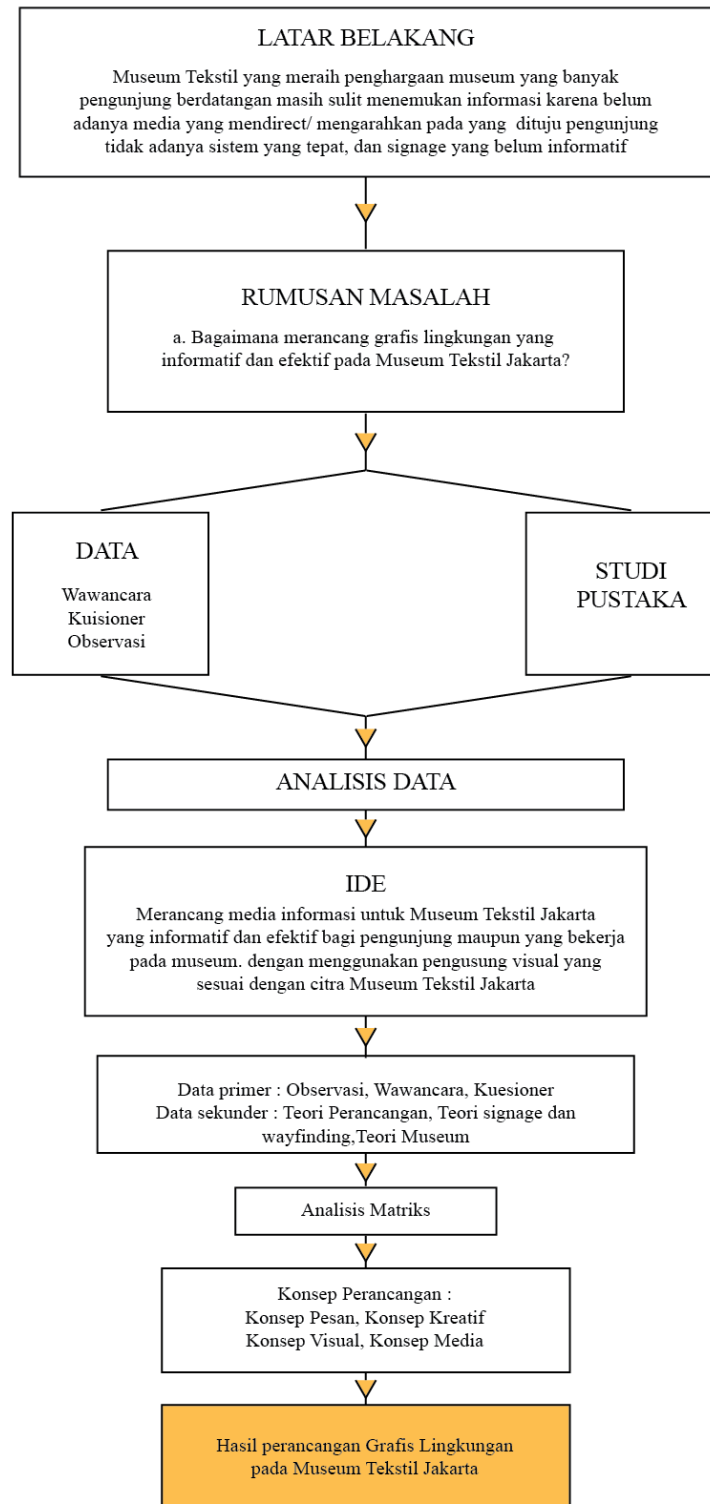 LATAR BELAKANG
Museum Tekstil yang meraih penghargaan museum yang banyak
pengunjung berdatangan masih sulit menemukan informasi karena belum
adanya media yang mendirect/ mengarahkan pada yang dituju pengunjung
tidak adanya sistem yang tepat, dan signage yang belum informatif
RUMUSAN MASALAH
a. Bagaimana merancang grafis lingkungan yang
informatif dan efektif pada Museum Tekstil Jakarta?
DATA
Wawancara
Kuisioner
Observasi
STUDI
PUSTAKA
ANALISIS DATA
IDE
Merancang media informasi untuk Museum Tekstil Jakarta
yang informatif dan efektif bagi pengunjung maupun yang bekerja
pada museum. dengan menggunakan pengusung visual yang
sesuai dengan citra Museum Tekstil Jakarta
Data primer : Observasi, Wawancara, Kuesioner
Data sekunder : Teori Perancangan, Teori signage dan
wayfinding,Teori Museum
Analisis Matriks
Konsep Perancangan :
Konsep Pesan, Konsep Kreatif
Konsep Visual, Konsep Media
Hasil perancangan Grafis Lingkungan
pada Museum Tekstil Jakarta